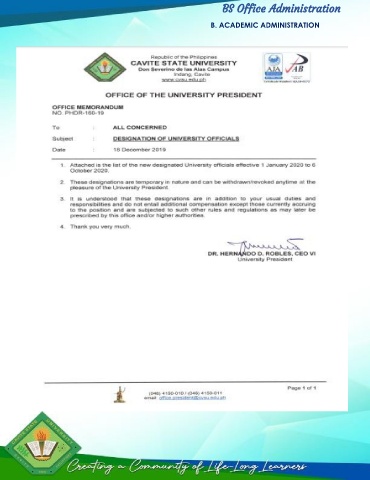 BS Office Administration
B. ACADEMIC ADMINISTRATION
Republic of the Philippines
CAVITE STATE UNIVERSITY
Don Severino de las Alas Campus
Indang, Cavite
www.cvsu.edu.ph
OFFICE OF THE UNIVERSITY PRESIDENT
OFFICE MEMORANDUM
NO. PHDR-160-19
To : ALL CONCERNED
Subject : DESIGNATION OF UNIVERSITY OFFICIALS
Date : 16 December 2019
1. Attached is the list of the new designated University officials effective 1 January 2020 to 6
October 2020.
2. These designations are temporary in nature and can be withdrawn/revoked anytime at the
pleasure of the University President.
3. It is understood that these designations are in addition to your usual duties and
responsibilities and do not entail additional compensation except those currently accruing
to the position and are subjected to such other rules and regulations as may later be
prescribed by this office and/or higher authorities.
4. Thank you very much.
DR. HERNANDO D. ROBLES, CEO VI
University President
Page 1 of 1
(046) 4150-010 / (046) 4150-011
email: office.president@cvsu.edu.ph
Creating a Community of Life-Long Learners